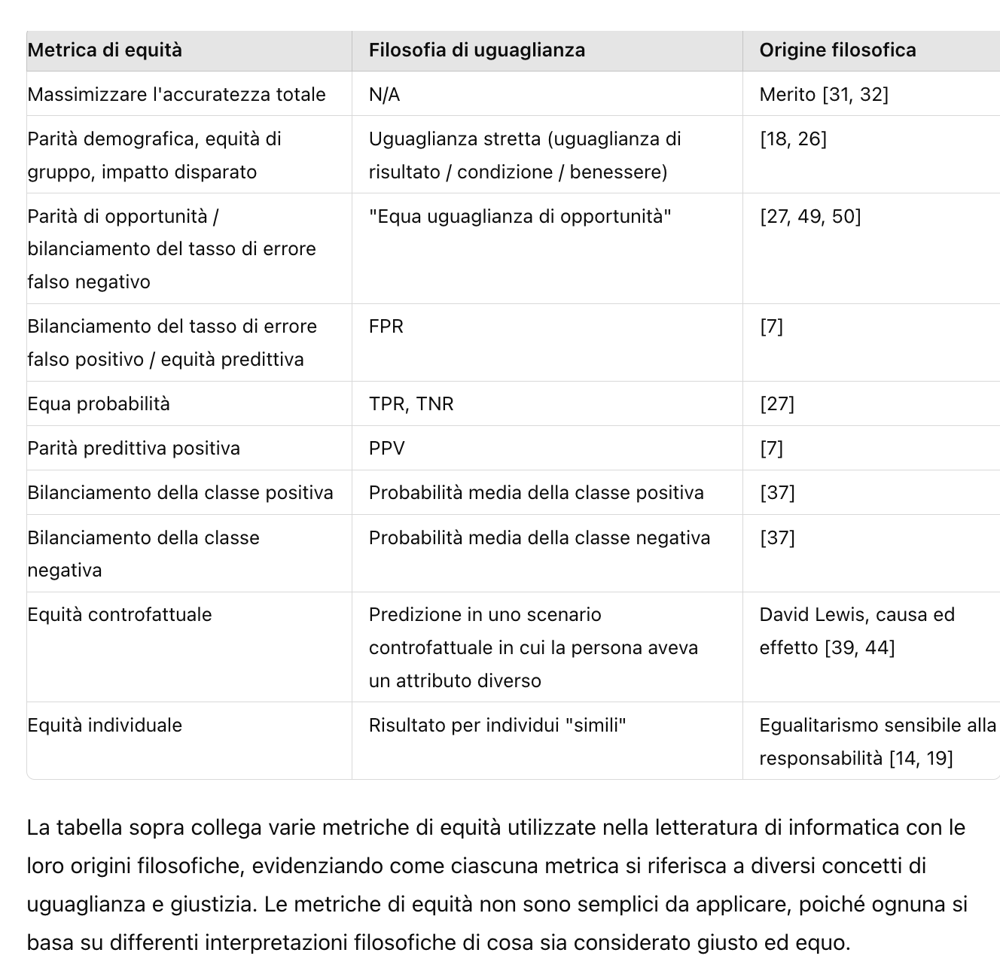 Metrica di equità Filosofia di uguaglianza Origine filosofica
Massimizzare l'accuratezza totale N/A Merito [31, 32]
Parità demografica, equità di Uguaglianza stretta (uguaglianza di [18, 26]
gruppo, impatto disparato risultato / condizione / benessere)
Parità di opportunità / "Equa uguaglianza di opportunità" [27, 49, 50]
bilanciamento del tasso di errore
falso negativo
Bilanciamento del tasso di errore FPR [7]
falso positivo / equità predittiva
Equa probabilità TPR, TNR [27]
Parità predittiva positiva PPV [7]
Bilanciamento della classe positiva Probabilità media della classe positiva [37]
Bilanciamento della classe Probabilità media della classe negativa [37]
negativa
Equità controfattuale Predizione in uno scenario David Lewis, causa ed
controfattuale in cui la persona aveva effetto [39, 44]
un attributo diverso
Equità individuale Risultato per individui "simili" Egualitarismo sensibile alla
responsabilità [14, 19]
La tabella sopra collega varie metriche di equità utilizzate nella letteratura di informatica con le
loro origini filosofiche, evidenziando come ciascuna metrica si riferisca a diversi concetti di
uguaglianza e giustizia. Le metriche di equità non sono semplici da applicare, poiché ognuna si
basa su differenti interpretazioni filosofiche di cosa sia considerato giusto ed equo.